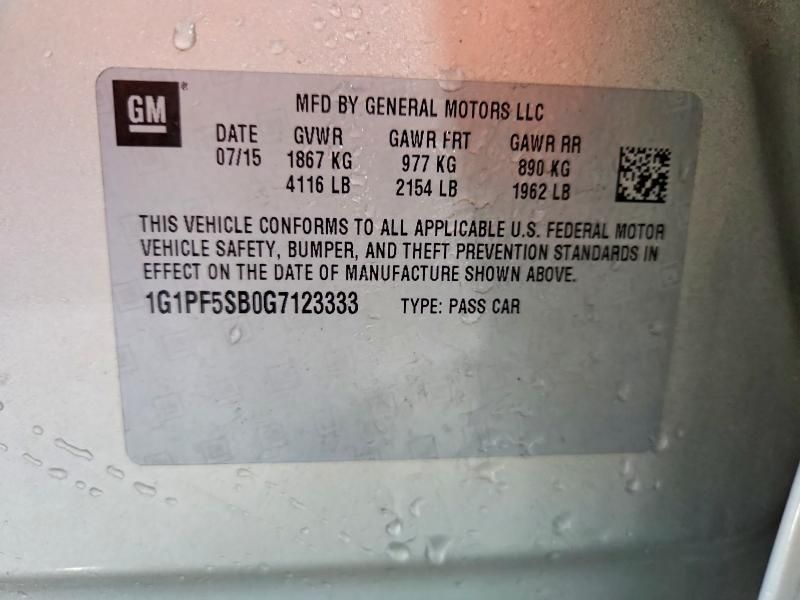 GM ®
MFD BY GENERAL MOTORS LLC
DATE GVWR GAWR FRT GAWR RR
07/15 1867 KG 977 KG 890 KG
4116 LB 2154 LB 1962 LB
THIS VEHICLE CONFORMS TO ALL APPLICABLE U.S. FEDERAL MOTOR
VEHICLE SAFETY, BUMPER, AND THEFT PREVENTION STANDARDS IN
EFFECT ON THE DATE OF MANUFACTURE SHOWN ABOVE.
1G1PF5SB0G7123333 TYPE: PASS CAR